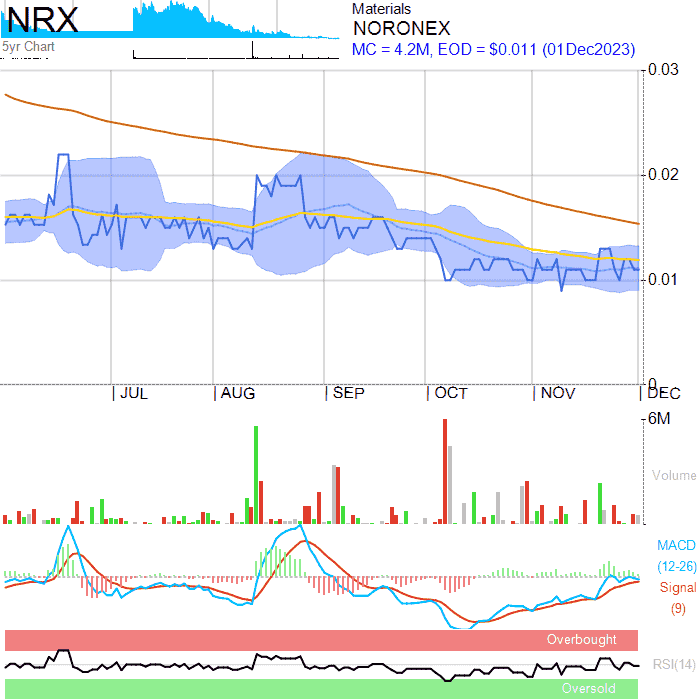 NRX
5yr Chart
Materials
NORONEX
MC = 4.2M, EOD = $0.011 (01Dec2023)
0.03
0.02
0.01
0
JUL AUG SEP OCT NOV DEC
6M
Volume
MACD
(12-26)
Signal
(9)
Overbought
RSI(14)
Oversold